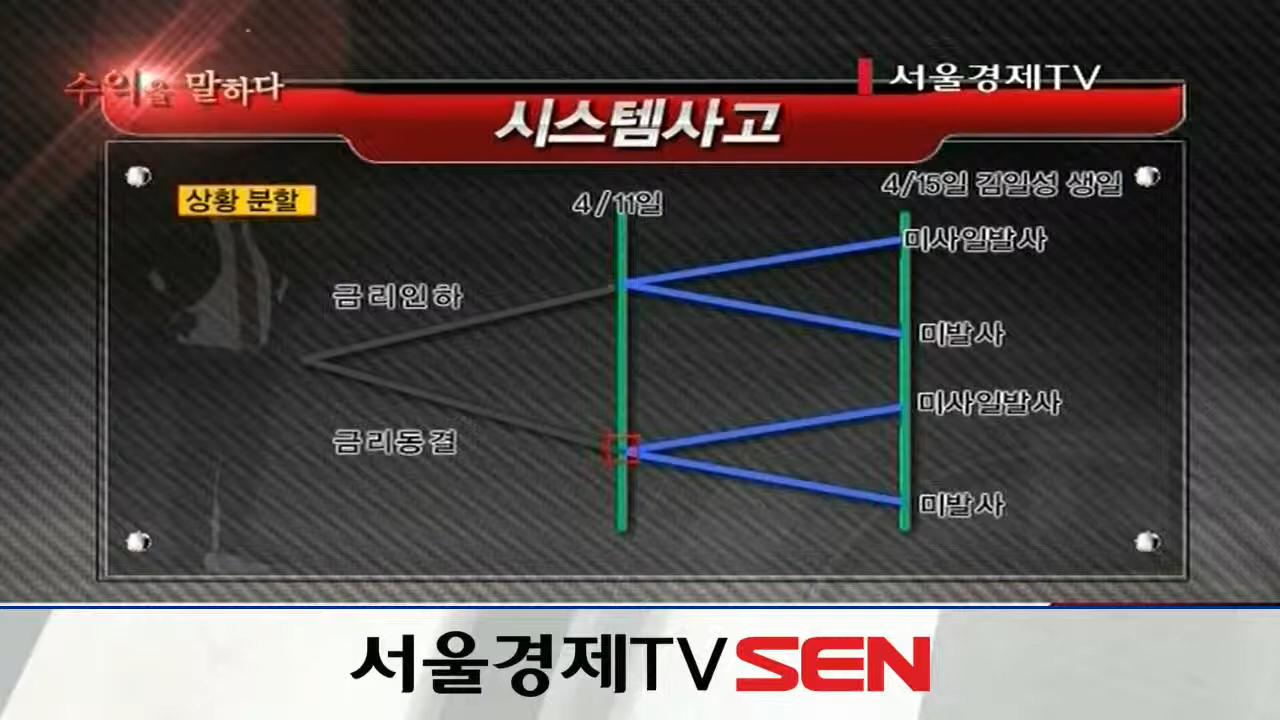 수익을 말하다
서울경제TV
시스템사고
상황 분할
4/11일
4/15일 김일성 생일
미사일발사
금리인하
미발사
미사일발사
금리동결
미발사
서울경제TV SEN